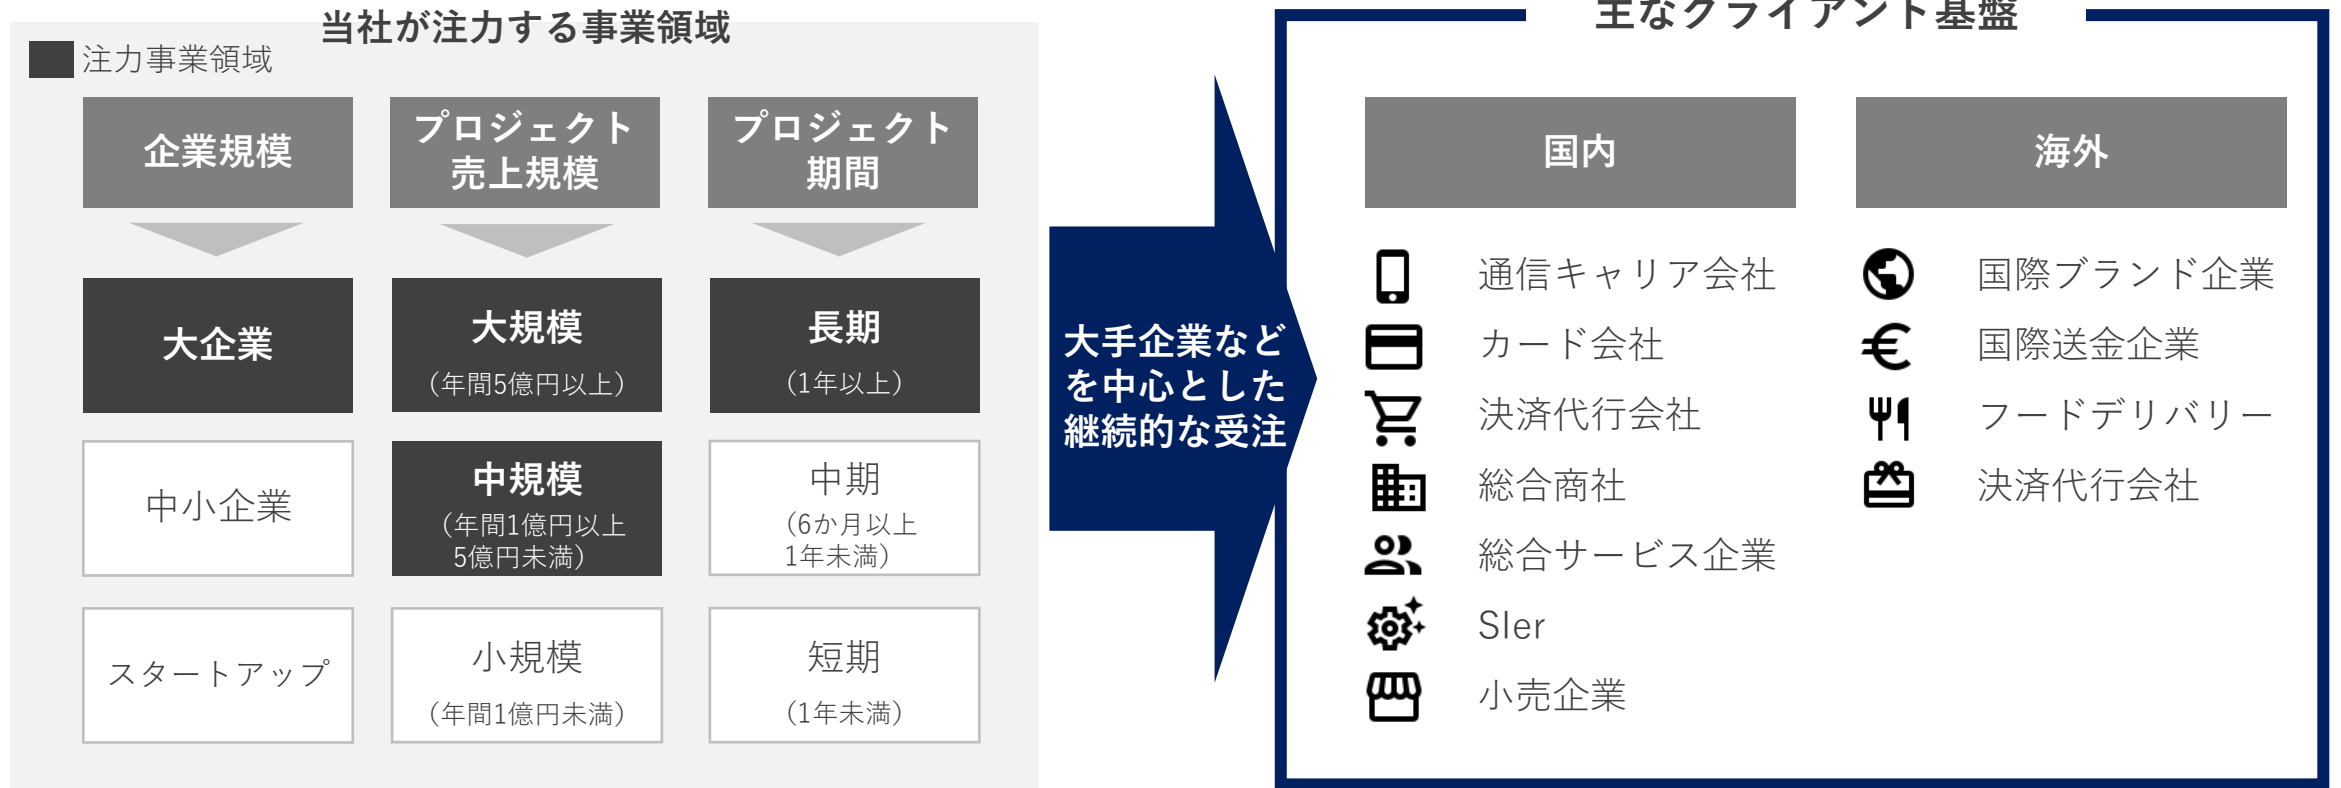 当社が注力する事業領域
注力事業領域
企業規模
プロジェクト
売上規模
プロジェクト
期間
大企業
大規模
（年間5億円以上）
長期
（1年以上）
中小企業
中規模
（年間1億円以上
5億円未満）
中期
（6か月以上
1年未満）
スタートアップ
小規模
（年間1億円未満）
短期
（1年未満）
大手企業など
を中心とした
継続的な受注
主なクライアント基盤
国内
通信キャリア会社
カード会社
決済代行会社
総合商社
総合サービス企業
SIer
小売企業
海外
国際ブランド企業
国際送金企業
フードデリバリー
決済代行会社